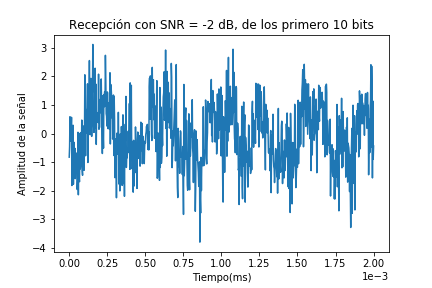 Recepción con SNR = -2 dB, de los primero 10 bits
Amplitud de la señal
3
2
1
0
−1
−2
−3
−4
0.00 0.25 0.50 0.75 1.00 1.25 1.50 1.75 2.00
1e−3
Tiempo(ms)